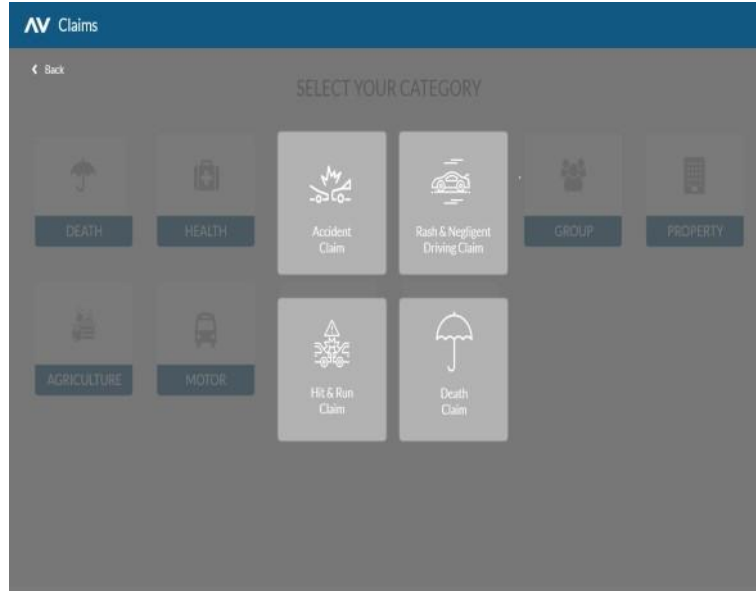 AV Claims
Back
SELECT YOUR CATEGORY
DEATH
HEALTH
Accident
Claim
Rash & Negligent
Driving Claim
GROUP
PROPERTY
AGRICULTURE
MOTOR
Hit & Run
Claim
Death
Claim